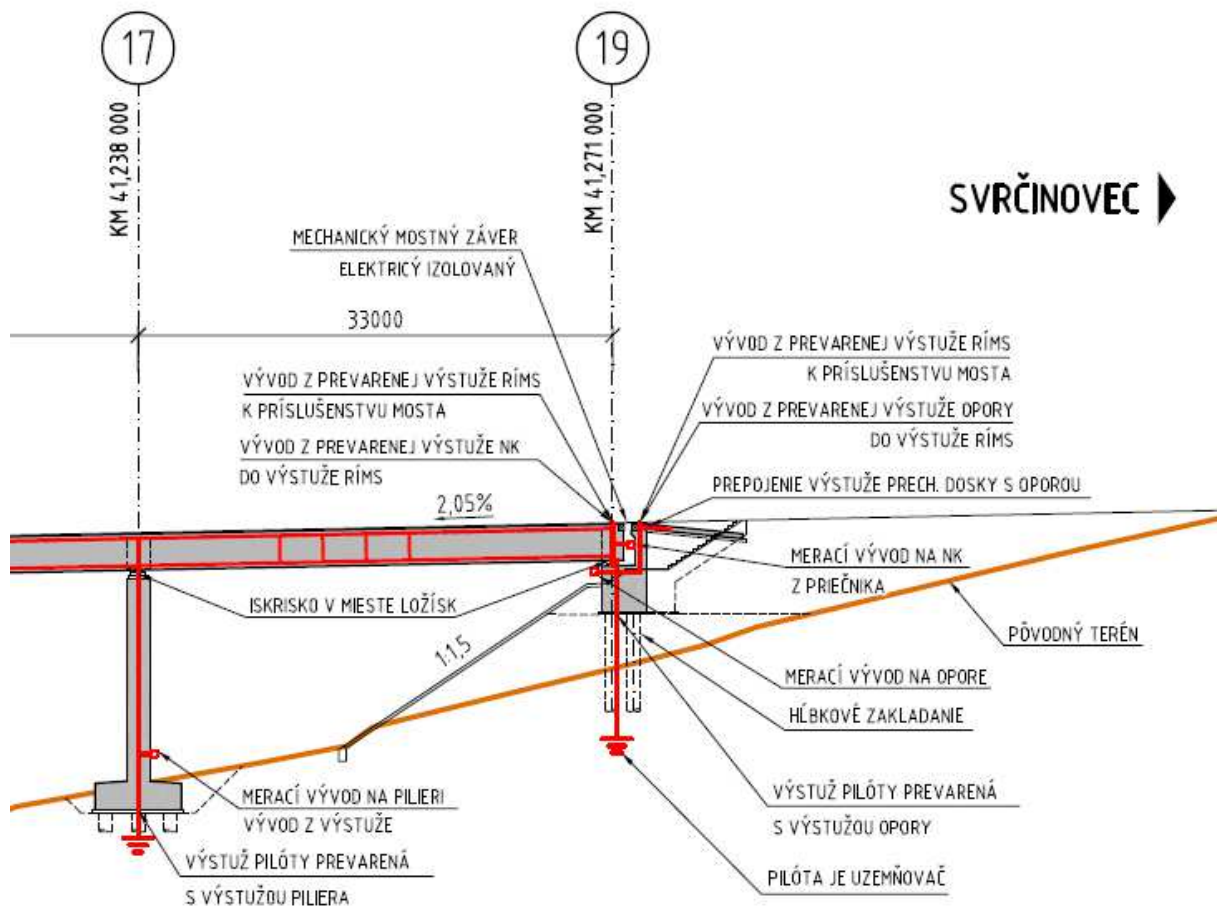 17
19
KM 41,238 000
KM 41,271 000
SVRČINOVEC
MECHANICKÝ MOSTNÝ ZÁVER
ELEKTRICÝ IZOLOVANÝ
33000
VÝVOD Z PREVARENEJ VÝSTUŽE RÍMS
K PRÍSLUŠENSTVU MOSTA
VÝVOD Z PREVARENEJ VÝSTUŽE RÍMS
K PRÍSLUŠENSTVU MOSTA
VÝVOD Z PREVARENEJ VÝSTUŽE OPORY
DO VÝSTUŽE RÍMS
VÝVOD Z PREVARENEJ VÝSTUŽE NK
DO VÝSTUŽE RÍMS
PREPOJENIE VÝSTUŽE PRECH. DOSKY S OPOROU
2,05%
MERACÍ VÝVOD NA NK
Z PRIEČNIKA
ISKRISKO V MIESTE LOŽÍSK
1:1,5
PÔVODNÝ TERÉN
MERACÍ VÝVOD NA OPORE
HĹBKOVÉ ZAKLADANIE
MERACÍ VÝVOD NA PILIERI
VÝVOD Z VÝSTUŽE
VÝSTUŽ PILÓTY PREVARENÁ
S VÝSTUŽOU OPORY
VÝSTUŽ PILÓTY PREVARENÁ
S VÝSTUŽOU PILIERA
PILÓTA JE UZEMŇOVAČ